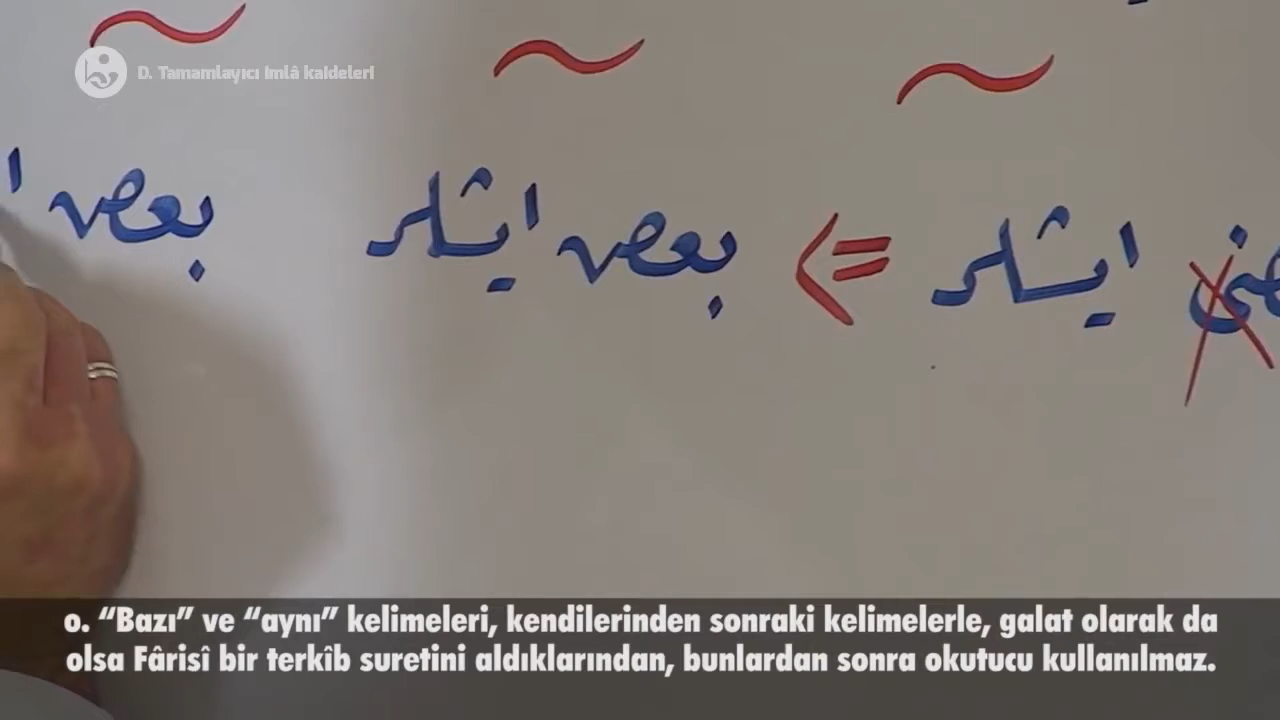 D. Tamamlayıcı imlâ kaideleri
ایشلر <= بعض ایشلر بعض ا
o. “Bazı” ve “aynı” kelimeleri, kendilerinden sonraki kelimelerle, galat olarak da
olsa Fârisî bir terkîb suretini aldıklarından, bunlardan sonra okutucu kullanılmaz.